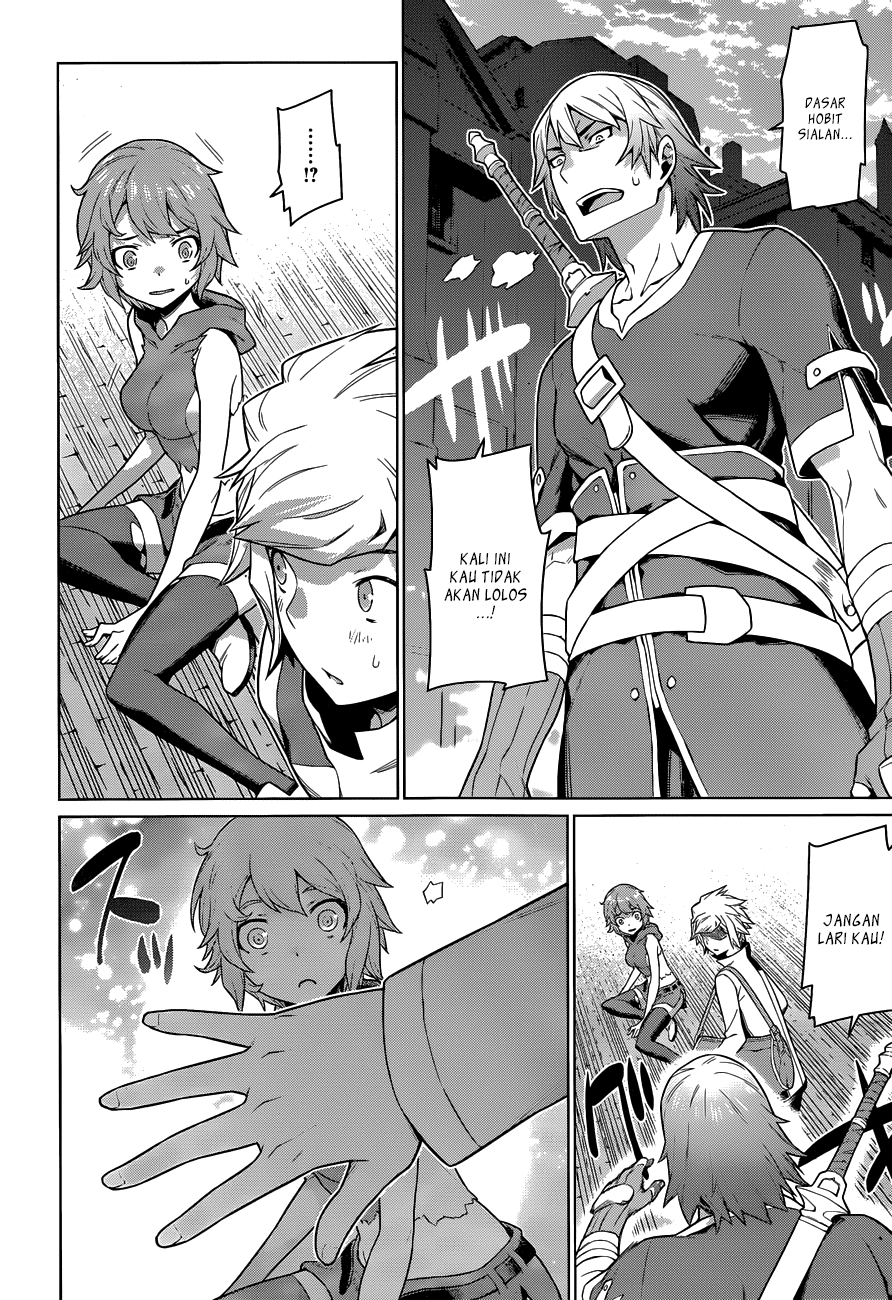 DASAR
HOBIT
SIALAN...
KALI INI
KAU TIDAK
AKAN LOLOS
...!
......!?
JANGAN
LARI KAU!